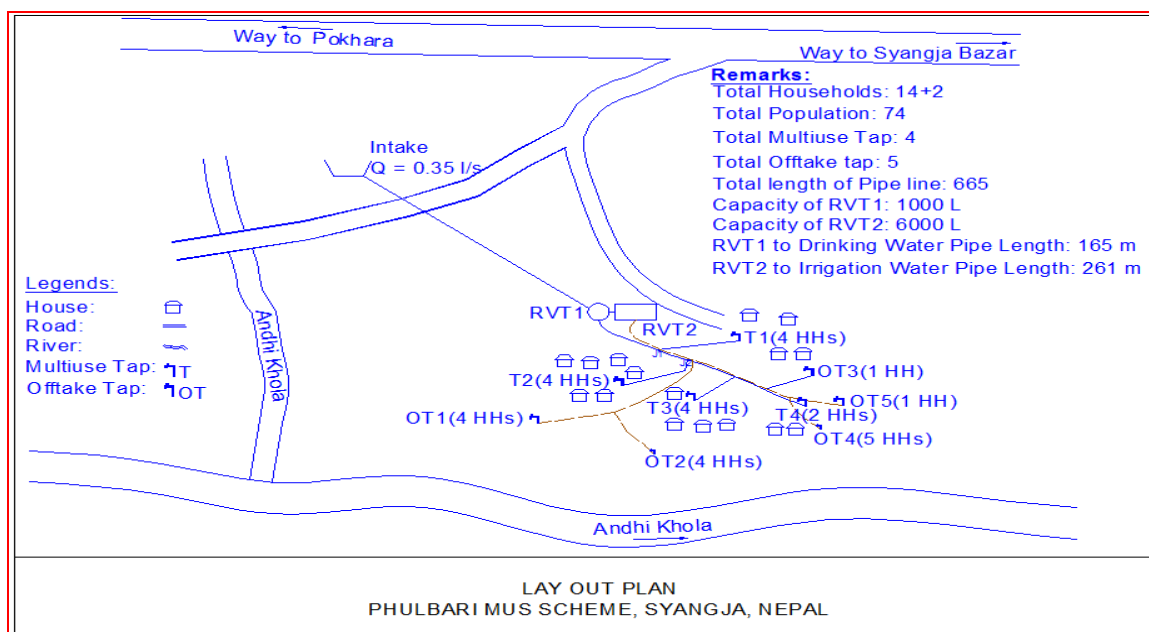 Way to Pokhara
Way to Syangja Bazar
Remarks:
Total Households: 14+2
Total Population: 74
Total Multiuse Tap: 4
Total Offtake tap: 5
Total length of Pipe line: 665
Capacity of RVT1: 1000 L
Capacity of RVT2: 6000 L
RVT1 to Drinking Water Pipe Length: 165 m
RVT2 to Irrigation Water Pipe Length: 261 m
Intake
Q = 0.35 l/s
Legends:
House:
Road:
River:
Multiuse Tap: T
Offtake Tap: OT
Andhi Khola
RVT1
RVT2
T1(4 HHs)
J1
J2
T2(4 HHs)
OT3(1 HH)
OT1(4 HHs)
T3(4 HHs)
OT5(1 HH)
T4(2 HHs)
OT4(5 HHs)
OT2(4 HHs)
Andhi Khola
LAY OUT PLAN
PHULBARI MUS SCHEME, SYANGJA, NEPAL